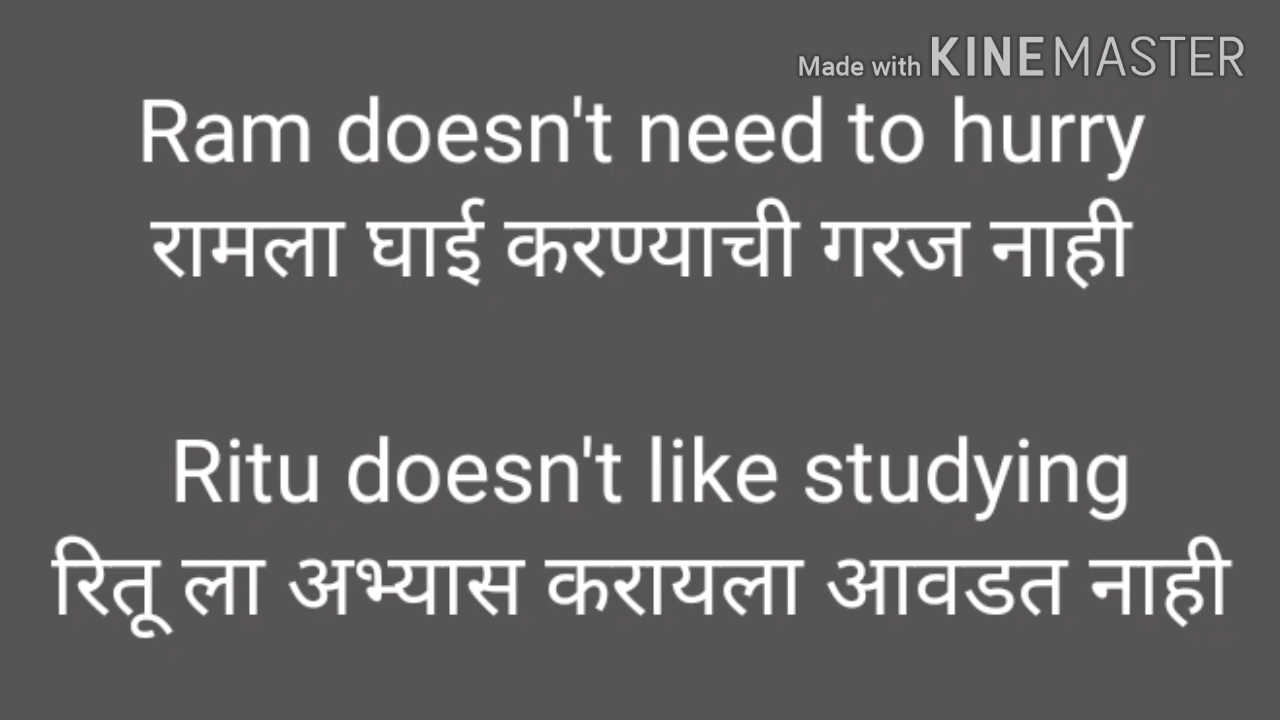 Made with KINEMASTER
Ram doesn't need to hurry
रामला घाई करण्याची गरज नाही
Ritu doesn't like studying
रितू ला अभ्यास करायला आवडत नाही